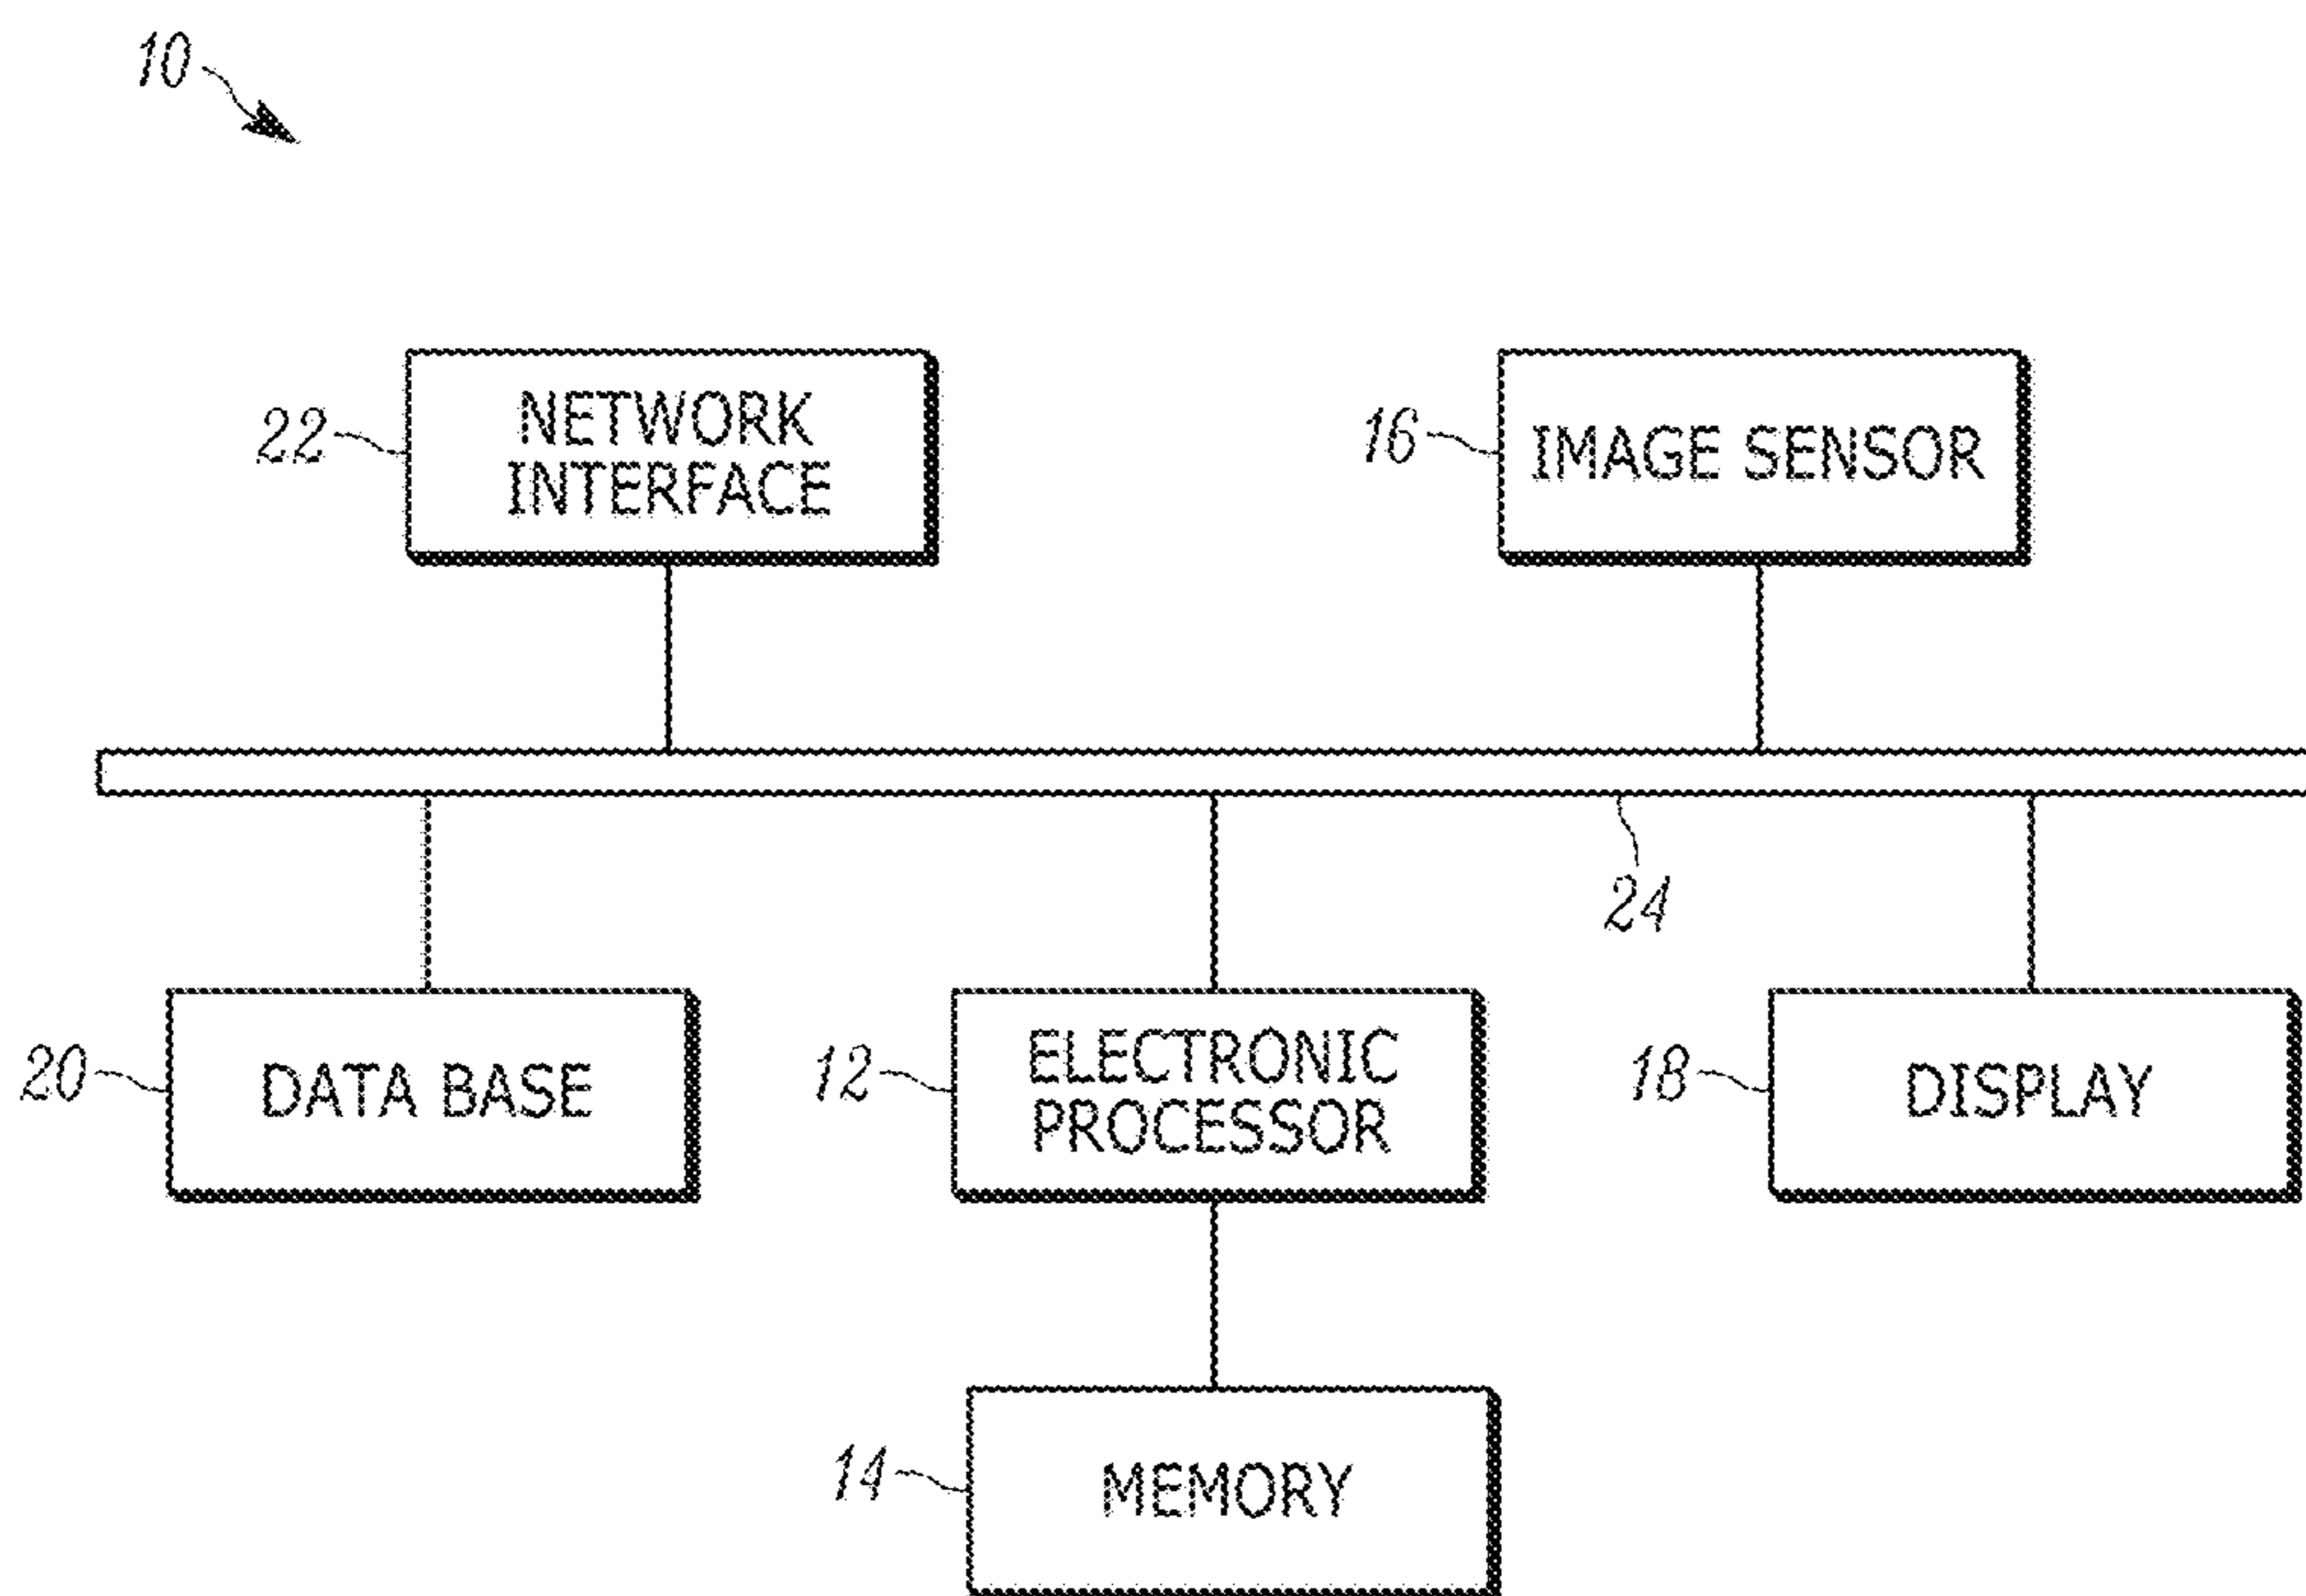 10
22
NETWORK
INTERFACE
16
IMAGE SENSOR
24
20
DATA BASE
12
ELECTRONIC
PROCESSOR
18
DISPLAY
14
MEMORY